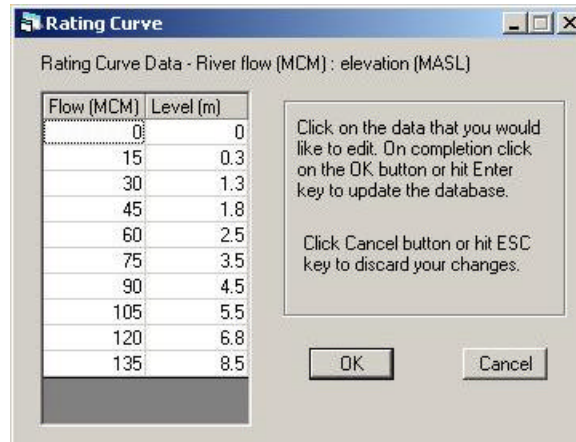 Rating Curve
Rating Curve Data - River flow (MCM) : elevation (MASL)
Flow (MCM) Level (m)
0 0
15 0.3
30 1.3
45 1.8
60 2.5
75 3.5
90 4.5
105 5.5
120 6.8
135 8.5
Click on the data that you would
like to edit. On completion click
on the OK button or hit Enter
key to update the database.
Click Cancel button or hit ESC
key to discard your changes.
OK Cancel